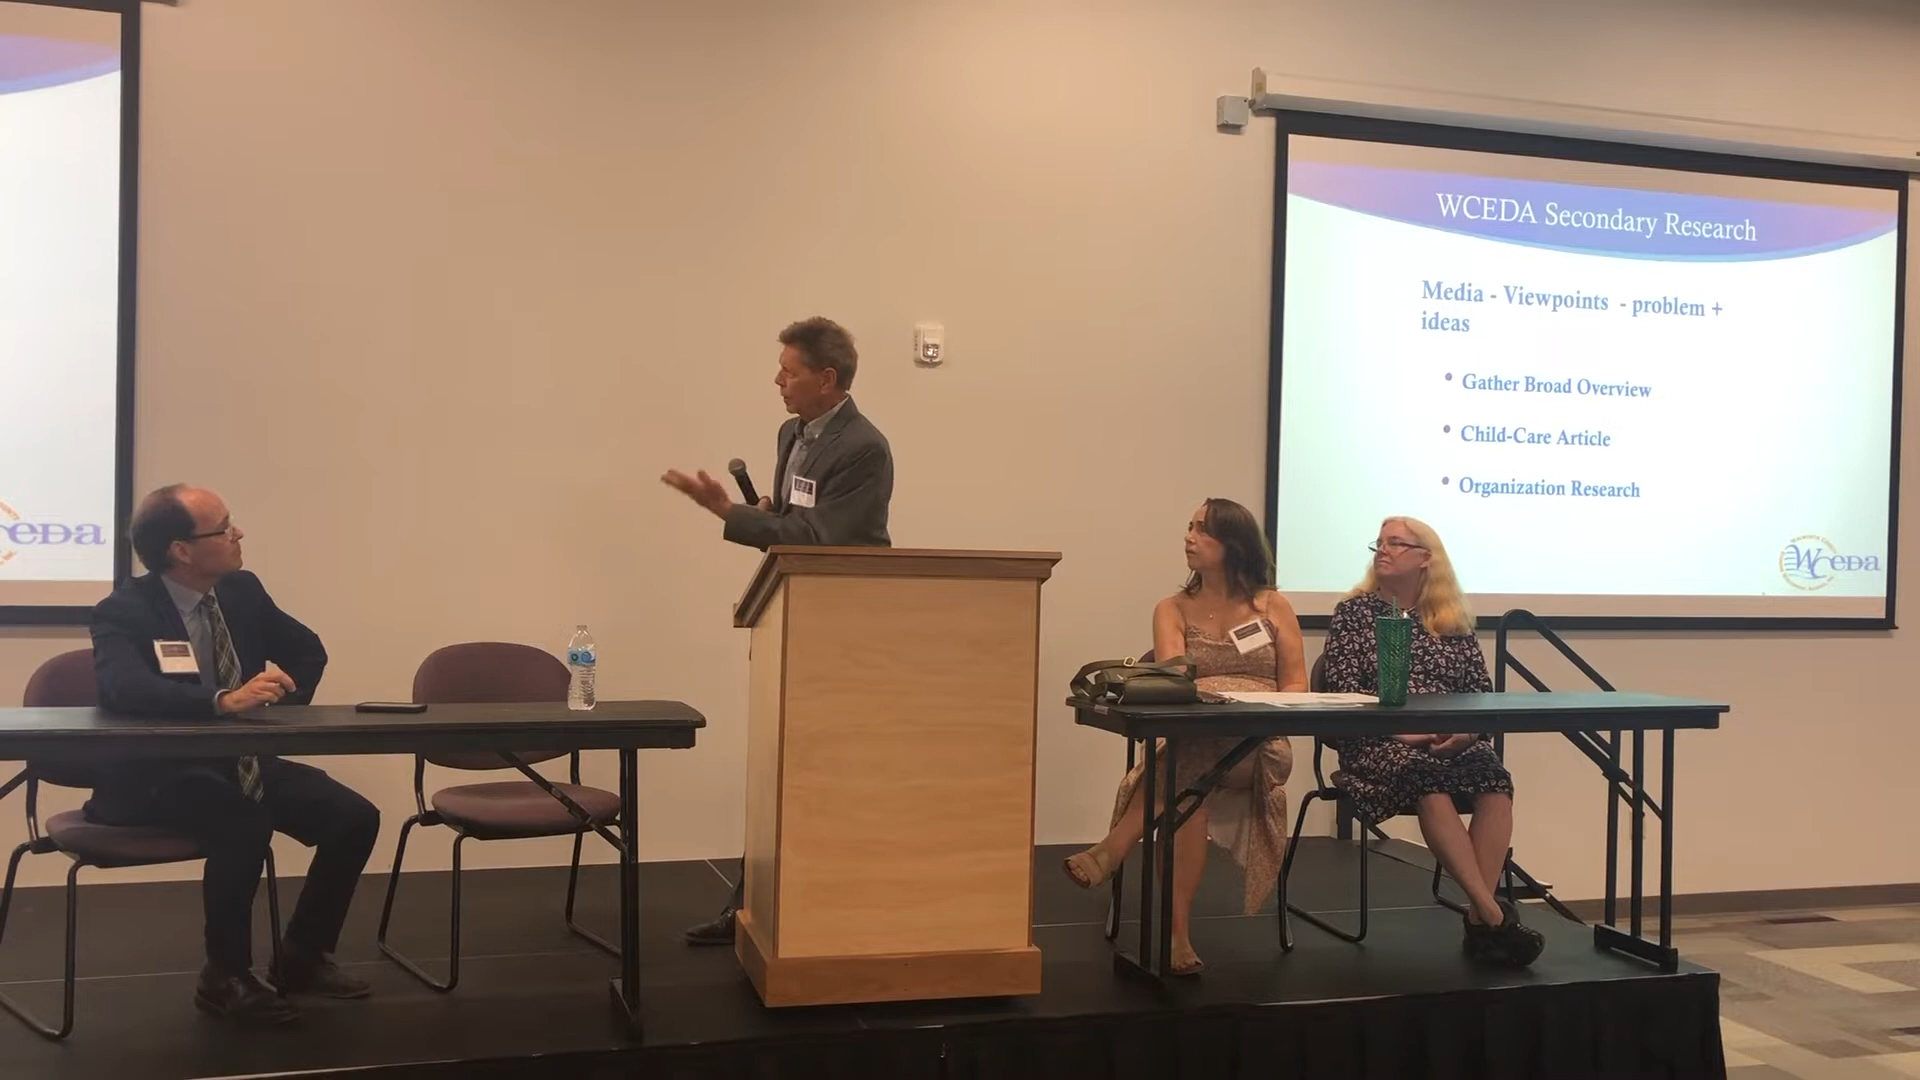 WCEDA Secondary Research
Media - Viewpoints - problem +
ideas
• Gather Broad Overview
• Child-Care Article
• Organization Research
WCEDA
CEDA